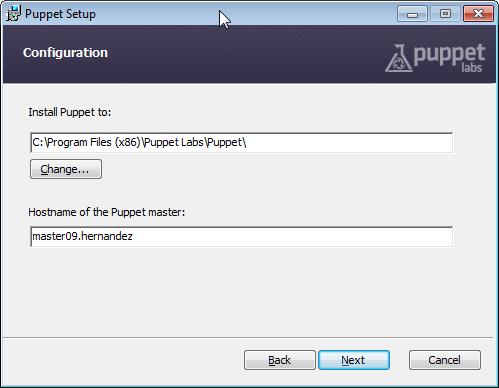 Puppet Setup
Configuration
puppet
labs
Install Puppet to:
C:\Program Files (x86)\Puppet Labs\Puppet\
Change...
Hostname of the Puppet master:
master09.hernandez
Back
Next
Cancel